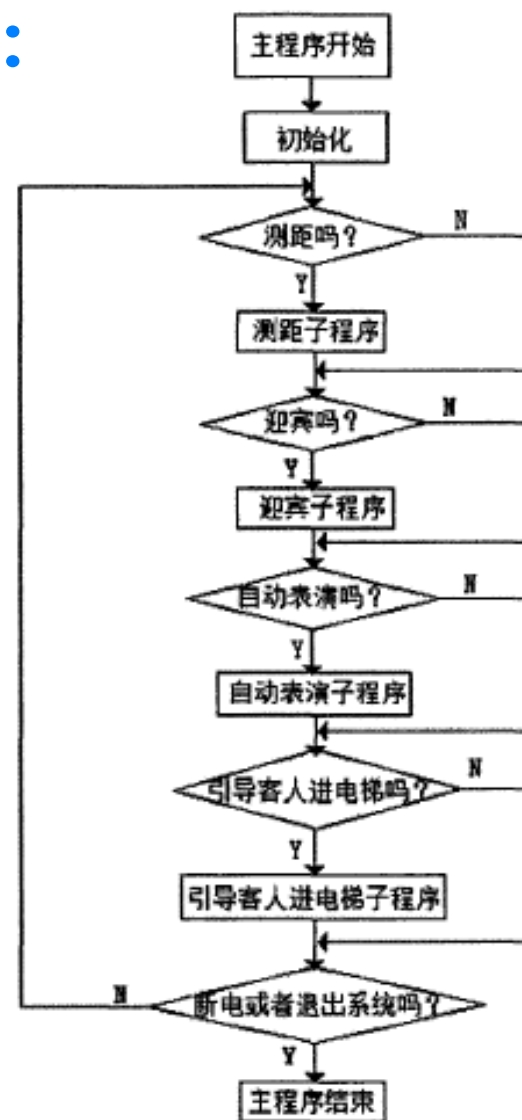 主程序开始
初始化
测距吗？
N
Y
测距子程序
迎宾吗？
N
Y
迎宾子程序
自动表演吗？
N
Y
自动表演子程序
引导客人进电梯吗？
N
Y
引导客人进电梯子程序
断电或者退出系统吗？
N
Y
主程序结束